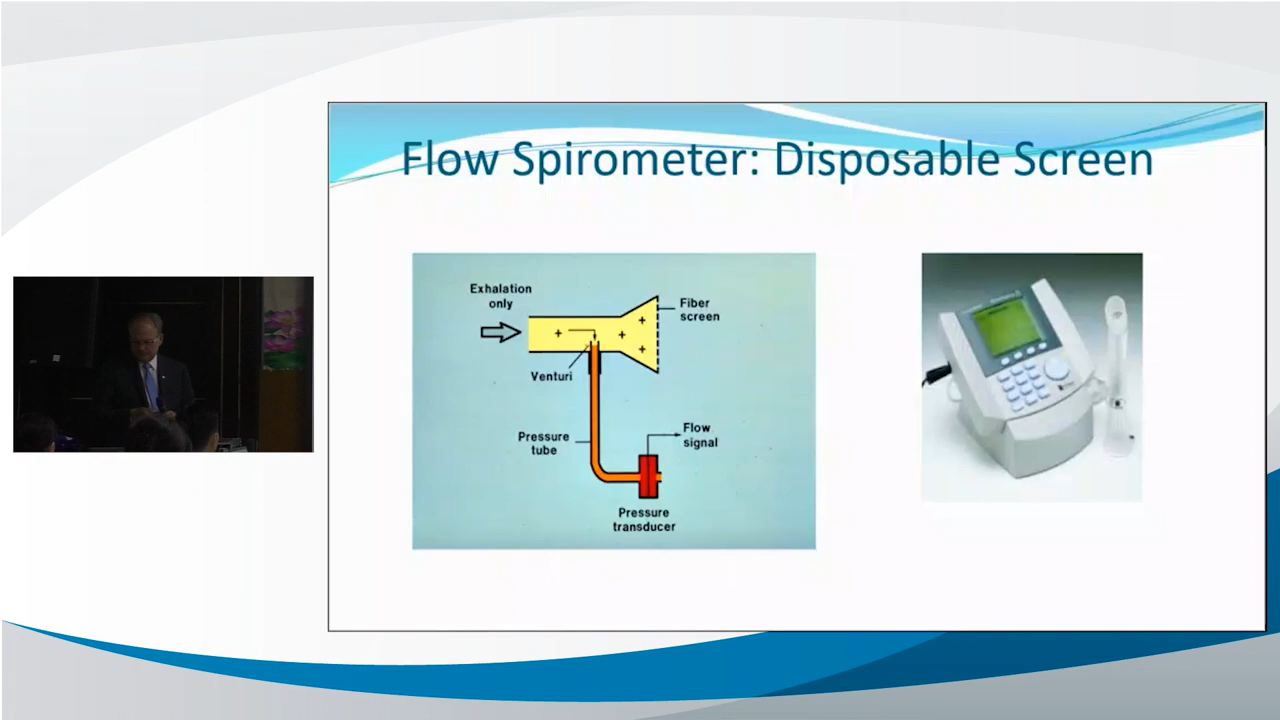 Flow Spirometer: Disposable Screen
Exhalation
only
Fiber
screen
Venturi
Pressure
tube
Flow
signal
Pressure
transducer